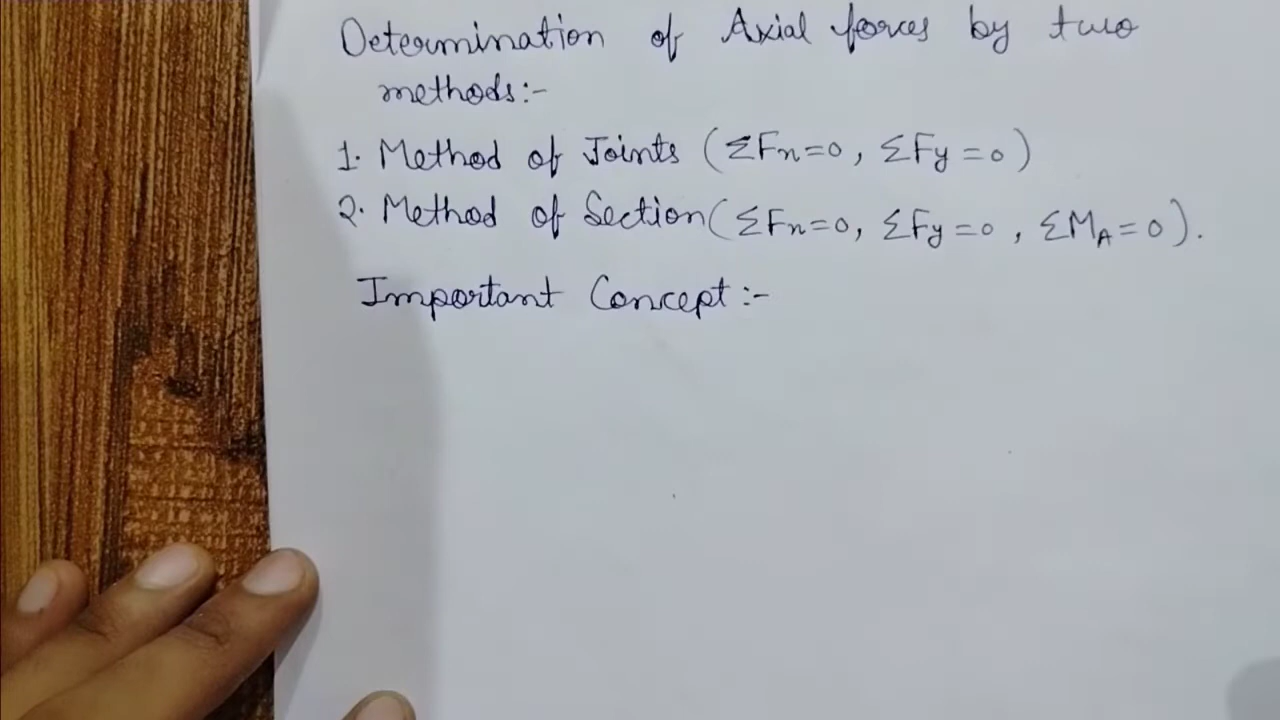 Determination of Axial forces by two
methods:-
1. Method of Joints (ΣFx=0, ΣFy=0)
2. Method of Section (ΣFx=0, ΣFy=0, ΣM_A=0).
Important Concept:-